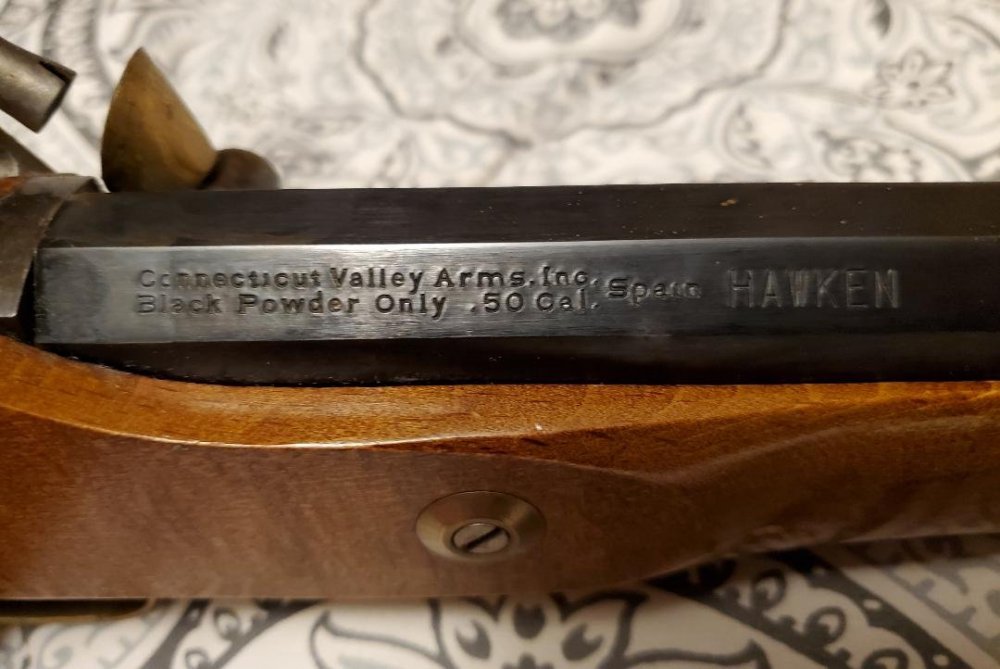 Connecticut Valley Arms, Inc., Spain HAWKEN
Black Powder Only .50 Cal.